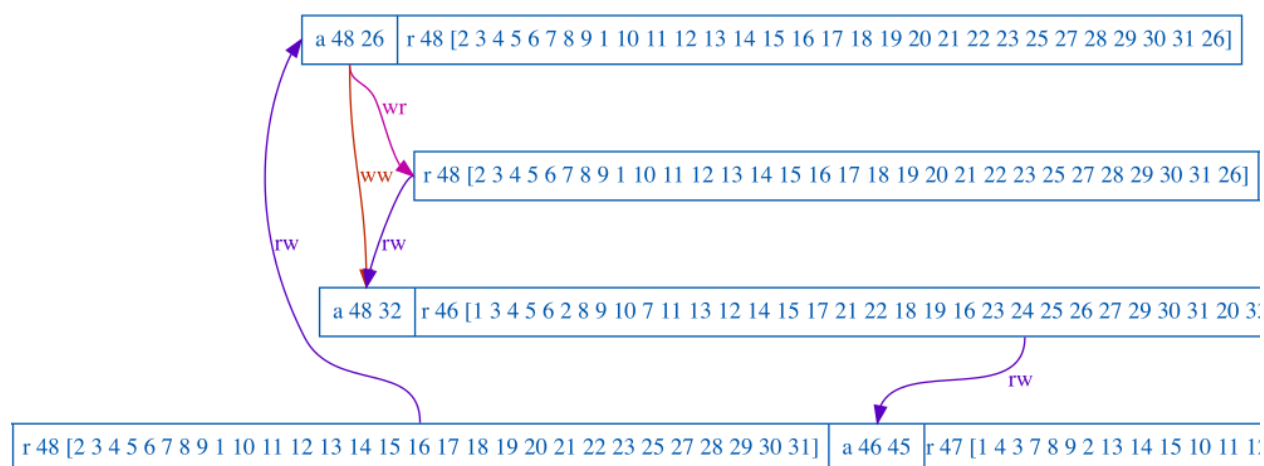 a 48 26 r 48 [2 3 4 5 6 7 8 9 1 10 11 12 13 14 15 16 17 18 19 20 21 22 23 25 27 28 29 30 31 26]
wr
r 48 [2 3 4 5 6 7 8 9 1 10 11 12 13 14 15 16 17 18 19 20 21 22 23 25 27 28 29 30 31 26]
ww
rw rw
a 48 32 r 46 [1 3 4 5 6 2 8 9 10 7 11 13 12 14 15 17 21 22 18 19 16 23 24 25 26 27 29 30 31 20
rw
r 48 [2 3 4 5 6 7 8 9 1 10 11 12 13 14 15 16 17 18 19 20 21 22 23 25 27 28 29 30 31] a 46 45 r 47 [1 4 3 7 8 9 2 13 14 15 10 11